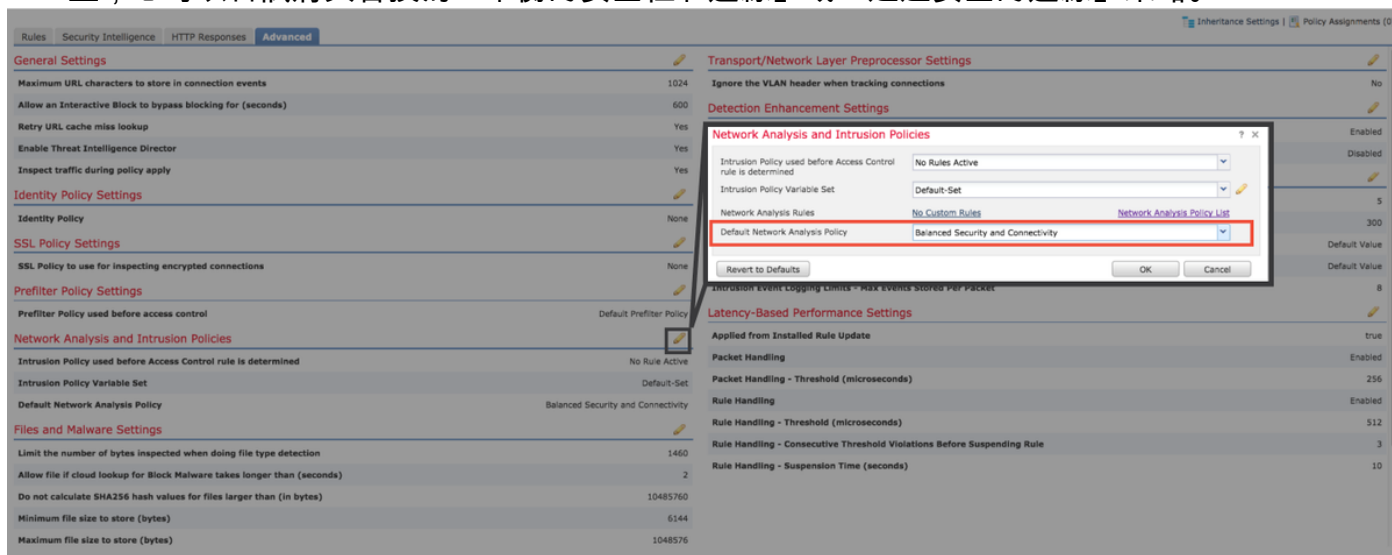 Inheritance Settings | Policy Assignments (0
Rules Security Intelligence HTTP Responses Advanced
General Settings
Maximum URL characters to store in connection events 1024
Allow an Interactive Block to bypass blocking for (seconds) 600
Retry URL cache miss lookup Yes
Enable Threat Intelligence Director Yes
Inspect traffic during policy apply Yes
Identity Policy Settings
Identity Policy None
SSL Policy Settings
SSL Policy to use for inspecting encrypted connections None
Prefilter Policy Settings
Prefilter Policy used before access control Default Prefilter Policy
Network Analysis and Intrusion Policies
Intrusion Policy used before Access Control rule is determined No Rule Active
Intrusion Policy Variable Set Default-Set
Default Network Analysis Policy Balanced Security and Connectivity
Files and Malware Settings
Limit the number of bytes inspected when doing file type detection 1460
Allow file if cloud lookup for Block Malware takes longer than (seconds) 2
Do not calculate SHA256 hash values for files larger than (in bytes) 10485760
Minimum file size to store (bytes) 6144
Maximum file size to store (bytes) 1048576
Transport/Network Layer Preprocessor Settings
Ignore the VLAN header when tracking connections No
Detection Enhancement Settings
Enabled
Disabled
5
300
Default Value
Default Value
Network Analysis and Intrusion Policies ? ×
Intrusion Policy used before Access Control rule is determined No Rules Active
Intrusion Policy Variable Set Default-Set
Network Analysis Rules No Custom Rules Network Analysis Policy List
Default Network Analysis Policy Balanced Security and Connectivity
Revert to Defaults OK Cancel
Intrusion Event Logging Limits - Max Events Stored Per Packet 8
Latency-Based Performance Settings
Applied from Installed Rule Update true
Packet Handling Enabled
Packet Handling - Threshold (microseconds) 256
Rule Handling Enabled
Rule Handling - Threshold (microseconds) 512
Rule Handling - Consecutive Threshold Violations Before Suspending Rule 3
Rule Handling - Suspension Time (seconds) 10